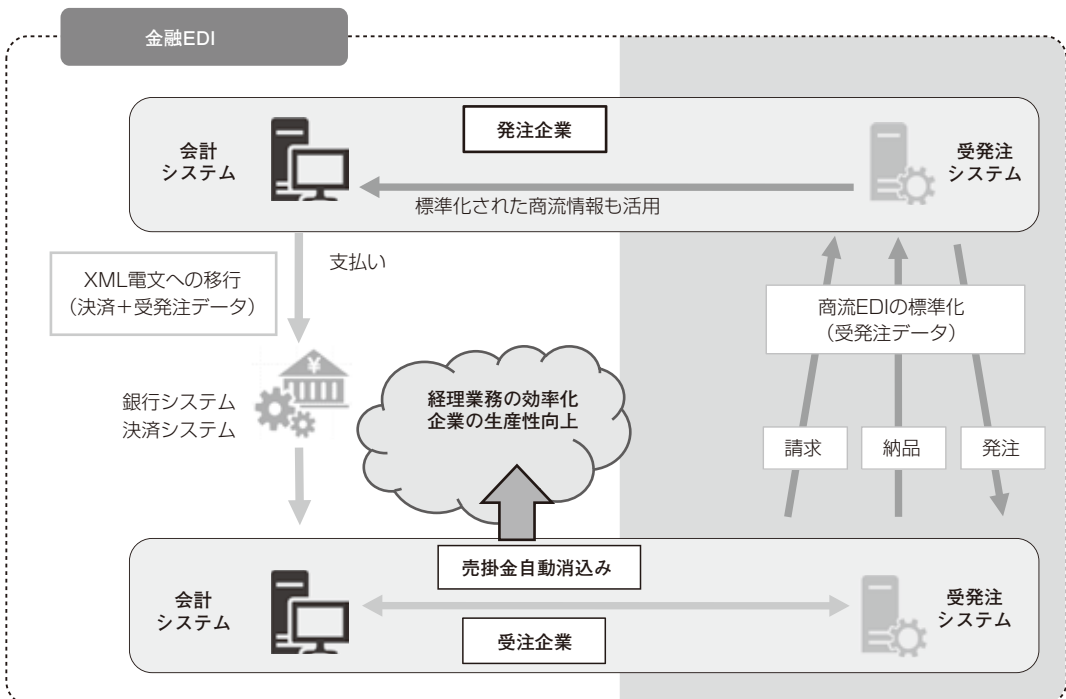 金融EDI
発注企業
会計
システム
受発注
システム
標準化された商流情報も活用
XML電文への移行
(決済+受発注データ)
支払い
商流EDIの標準化
(受発注データ)
¥
銀行システム
決済システム
経理業務の効率化
企業の生産性向上
請求
納品
発注
売掛金自動消込み
会計
システム
受発注
システム
受注企業